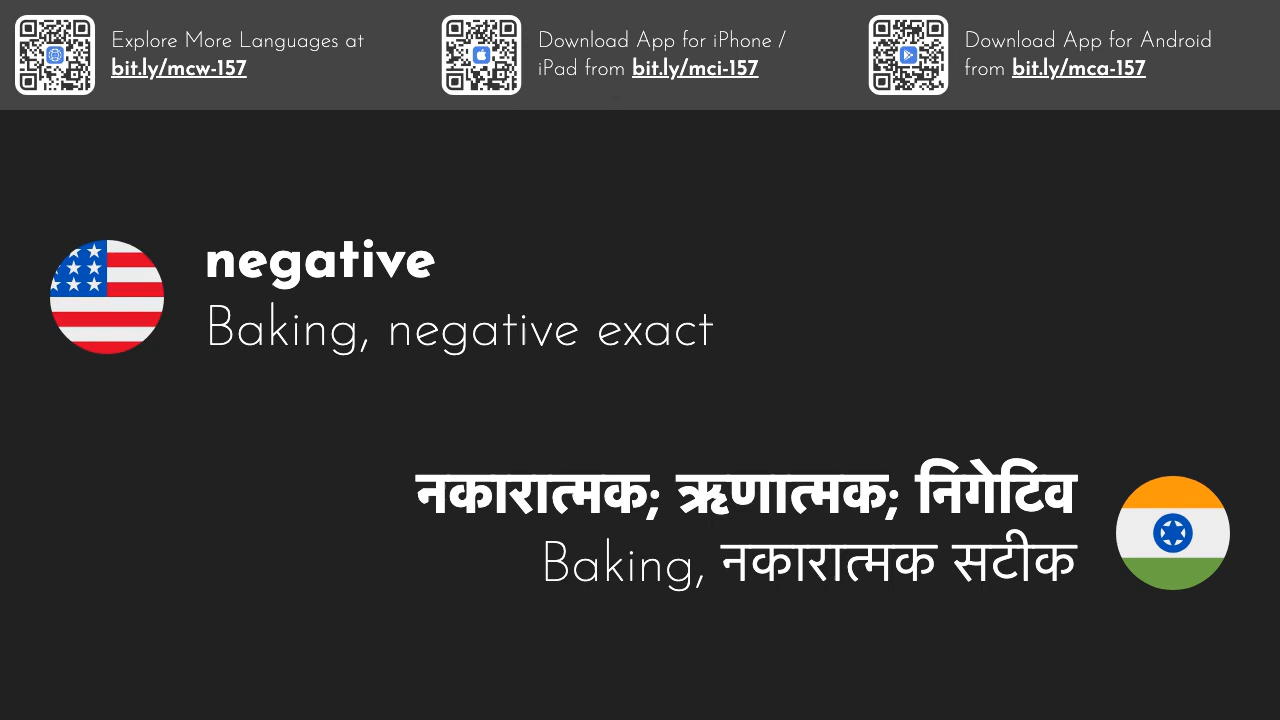 Explore More Languages at
bit.ly/mcw-157
Download App for iPhone /
iPad from bit.ly/mci-157
Download App for Android
from bit.ly/mca-157
negative
Baking, negative exact
नकारात्मक; ऋणात्मक; निगेटिव
Baking, नकारात्मक सटीक